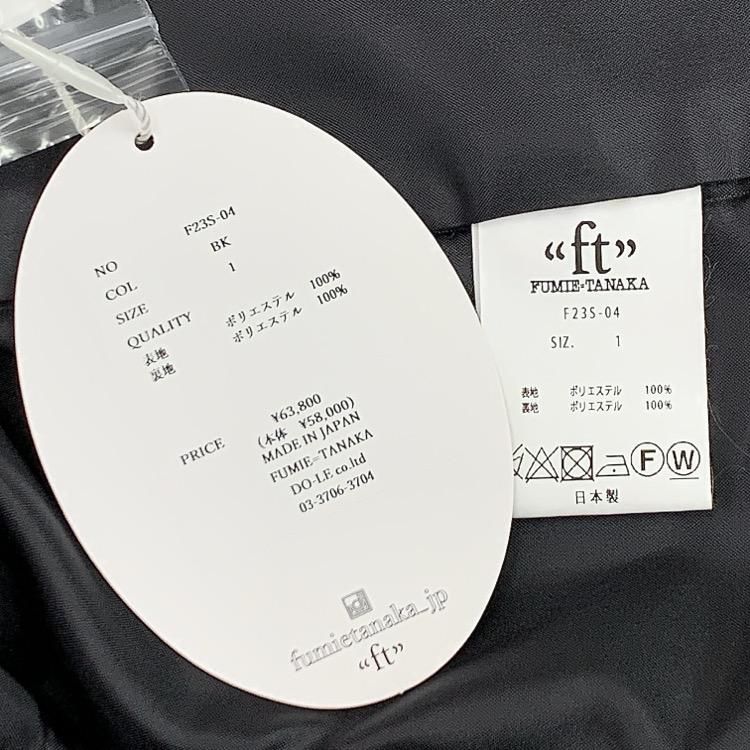 NO F23S-04
COL BK
SIZE 1
QUALITY
表地 ポリエステル 100%
裏地 ポリエステル 100%
PRICE ¥63,800
(本体 ¥58,000)
MADE IN JAPAN
FUMIE=TANAKA
DO-LE co.ltd
03-3706-3704
fumietanaka_jp
“ft”
“ft”
FUMIE=TANAKA
F23S-04
SIZ. 1
表地 ポリエステル 100%
裏地 ポリエステル 100%
F W
日本製